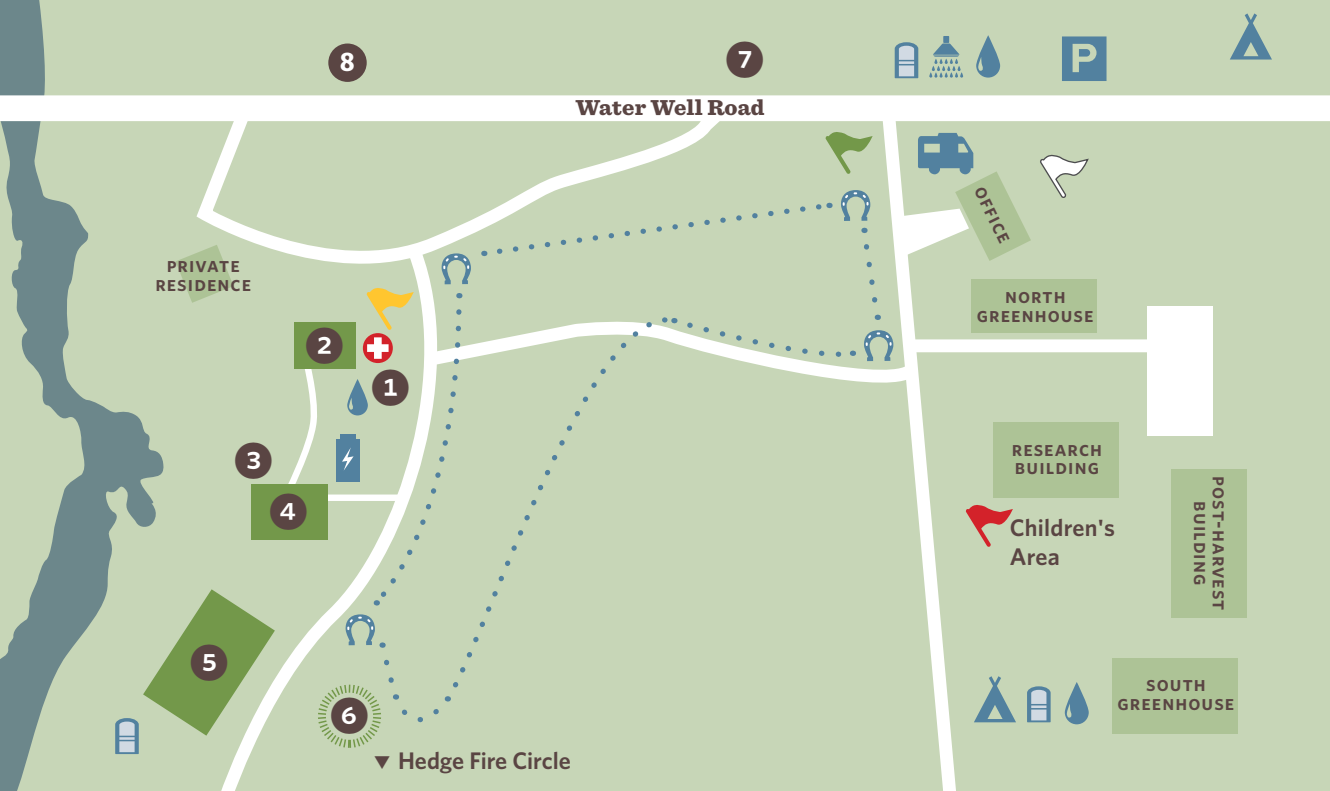 8
7
P
Water Well Road
OFFICE
PRIVATE
RESIDENCE
NORTH
GREENHOUSE
2
1
3
4
RESEARCH
BUILDING
POST-HARVEST
BUILDING
Children's
Area
5
6
SOUTH
GREENHOUSE
Hedge Fire Circle